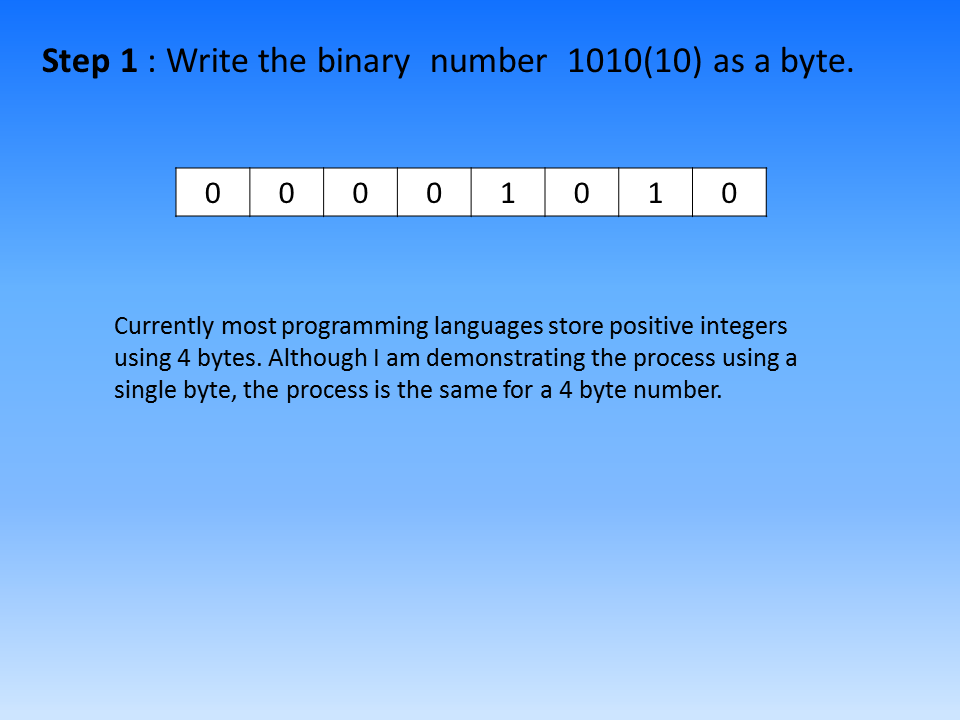 Step 1 : Write the binary number 1010(10) as a byte.
0 0 0 0 1 0 1 0
Currently most programming languages store positive integers
using 4 bytes. Although I am demonstrating the process using a
single byte, the process is the same for a 4 byte number.